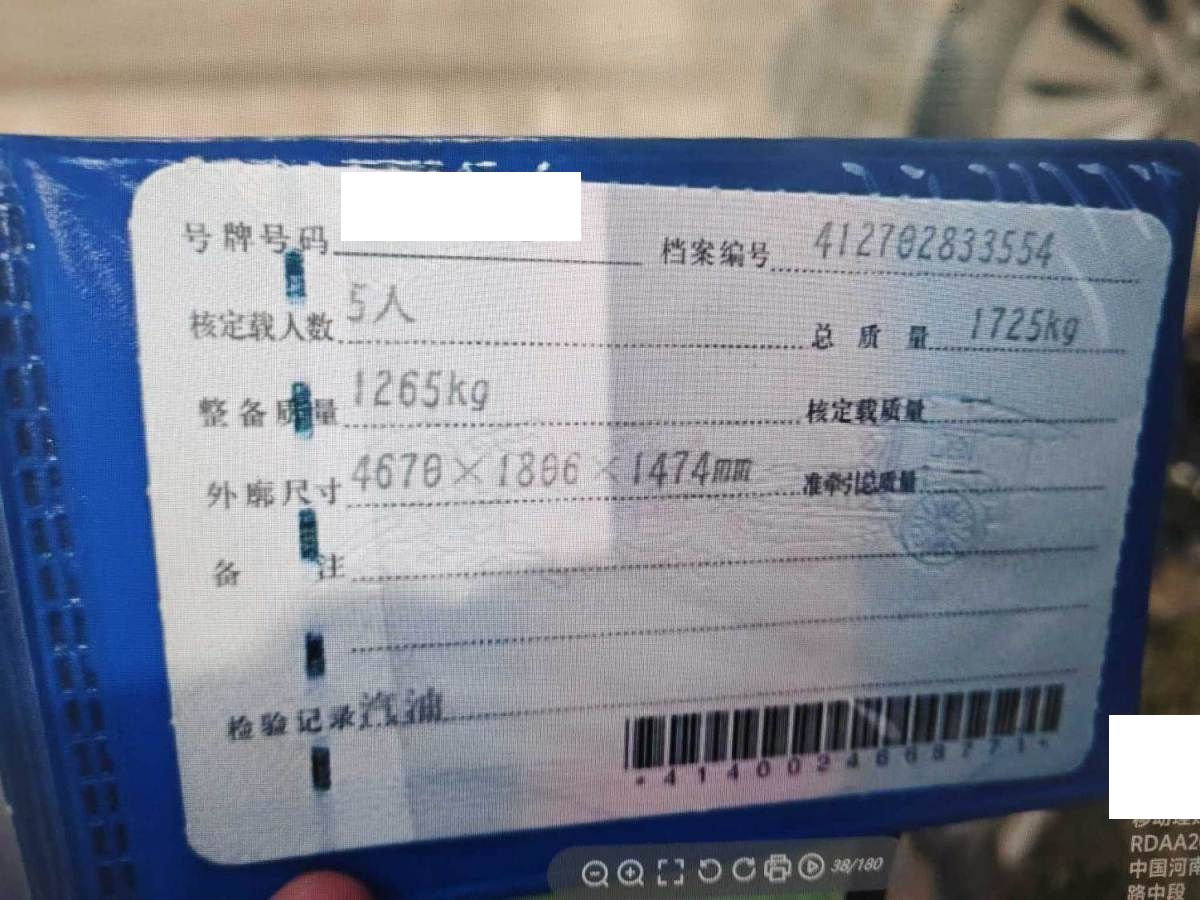 号牌号码 档案编号 412702833554
核定载人数 5人 总质量 1725kg
整备质量 1265kg 核定载质量
外廓尺寸 4670×1806×1474mm 准牵引总质量
备注
检验记录 汽油
*4140024668771*
38/180
RDAA2
中国河南
路中段